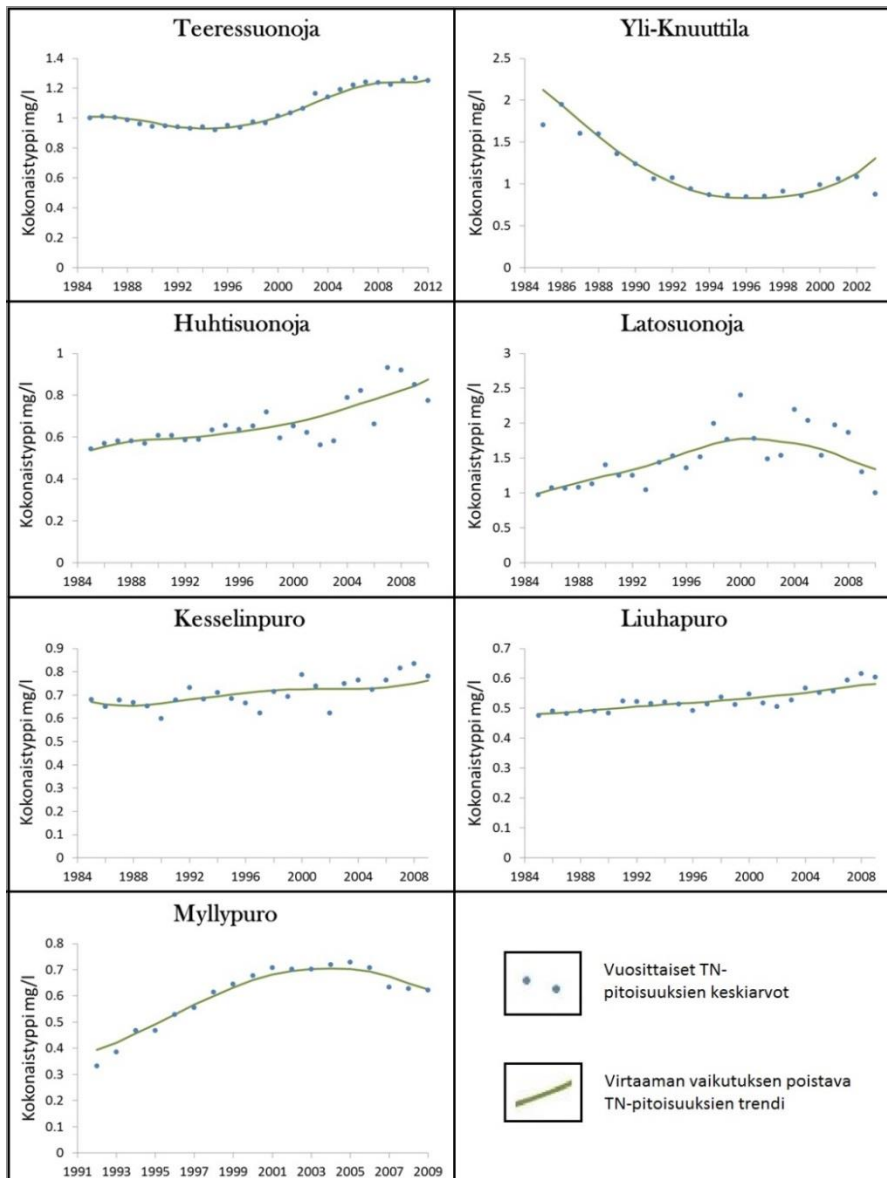 Teeressuonoja
Kokonaistyppi mg/l
1.4
1.2
1
0.8
0.6
0.4
0.2
0
1984 1988 1992 1996 2000 2004 2008 2012
Yli-Knuuttila
Kokonaistyppi mg/l
2.5
2
1.5
1
0.5
0
1984 1986 1988 1990 1992 1994 1996 1998 2000 2002
Huhtisuonoja
Kokonaistyppi mg/l
1
0.8
0.6
0.4
0.2
0
1984 1988 1992 1996 2000 2004 2008
Latosuonoja
Kokonaistyppi mg/l
3
2.5
2
1.5
1
0.5
0
1984 1988 1992 1996 2000 2004 2008
Kesselinpuro
Kokonaistyppi mg/l
0.9
0.8
0.7
0.6
0.5
0.4
0.3
0.2
0.1
0
1984 1988 1992 1996 2000 2004 2008
Liuhapuro
Kokonaistyppi mg/l
0.7
0.6
0.5
0.4
0.3
0.2
0.1
0
1984 1988 1992 1996 2000 2004 2008
Myllypuro
Kokonaistyppi mg/l
0.8
0.7
0.6
0.5
0.4
0.3
0.2
0.1
0
1991 1993 1995 1997 1999 2001 2003 2005 2007 2009
Vuosittaiset TN-
pitoisuuksien keskiarvot
Virtaaman vaikutuksen poistava
TN-pitoisuuksien trendi